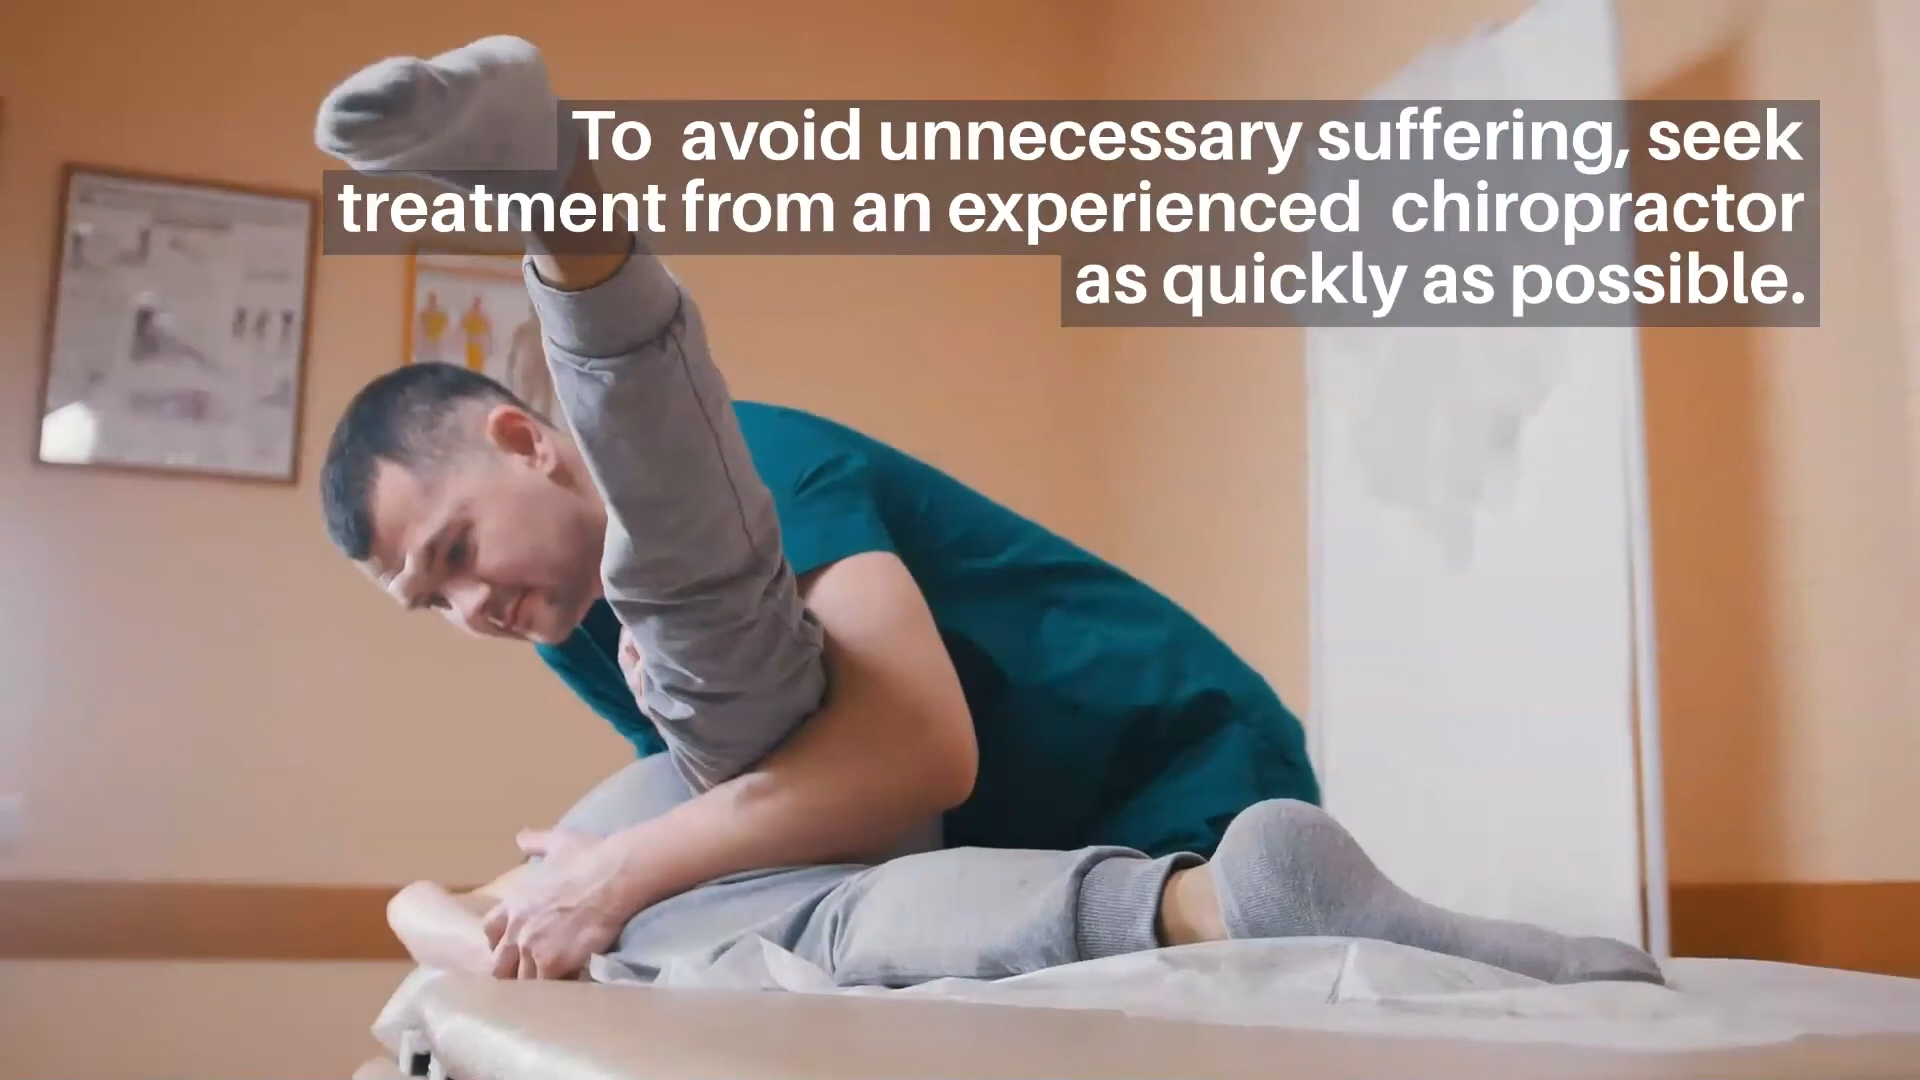 To  avoid unnecessary suffering, seek
treatment from an experienced  chiropractor
as quickly as possible.